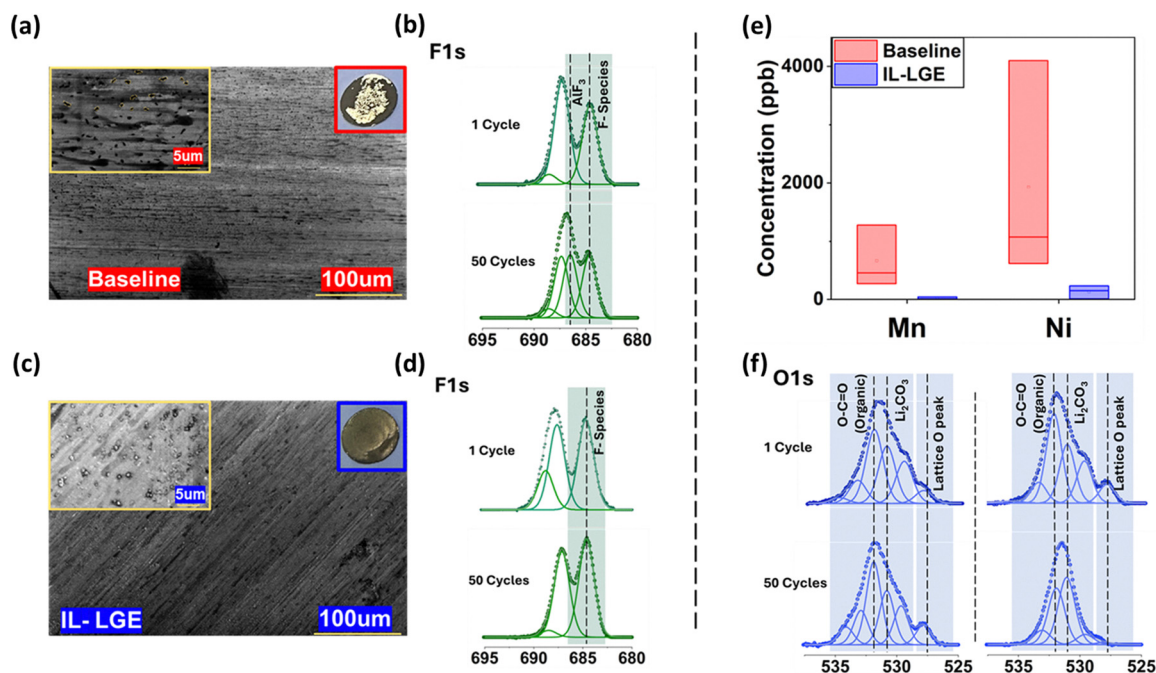 (a)
5um
Baseline
100um
(b)
F1s
AlF₃
F- Species
1 Cycle
50 Cycles
695 690 685 680
(c)
5um
IL- LGE
100um
(d)
F1s
F- Species
1 Cycle
50 Cycles
695 690 685 680
(e)
Baseline
IL-LGE
Concentration (ppb)
4000
2000
0
Mn Ni
(f)
O1s
O-C=O
(Organic)
Li₂CO₃
Lattice O peak
O-C=O
(Organic)
Li₂CO₃
Lattice O peak
1 Cycle
50 Cycles
535 530 525
535 530 525